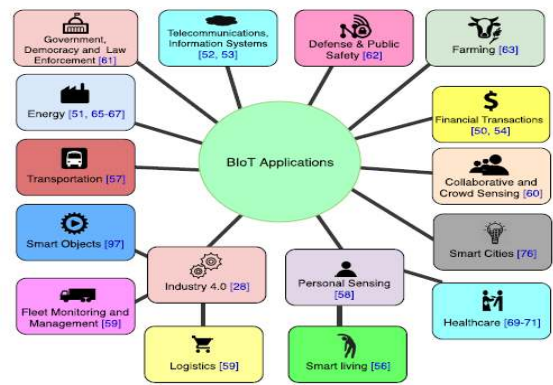 Government,
Democracy and Law
Enforcement [61]
Telecommunications,
Information Systems
[52, 53]
Defense & Public
Safety [62]
Farming [63]
Energy [51, 65-67]
$
Financial Transactions
[50, 54]
BIoT Applications
Transportation [57]
Collaborative and
Crowd Sensing [60]
Smart Objects [97]
Smart Cities [76]
Industry 4.0 [28]
Personal Sensing
[58]
Fleet Monitoring and
Management [59]
Healthcare [69-71]
Logistics [59]
Smart living [56]